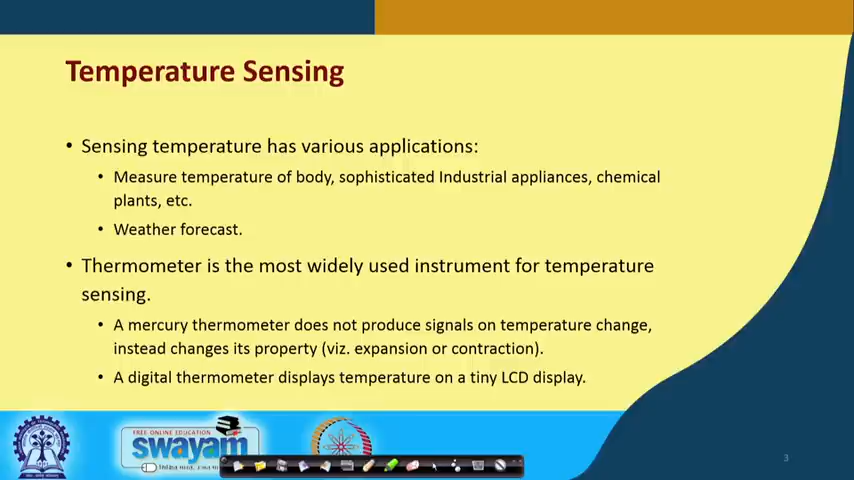 Temperature Sensing
• Sensing temperature has various applications:
• Measure temperature of body, sophisticated Industrial appliances, chemical
plants, etc.
• Weather forecast.
• Thermometer is the most widely used instrument for temperature
sensing.
• A mercury thermometer does not produce signals on temperature change,
instead changes its property (viz. expansion or contraction).
• A digital thermometer displays temperature on a tiny LCD display.
FREE ONLINE EDUCATION
swayam
3